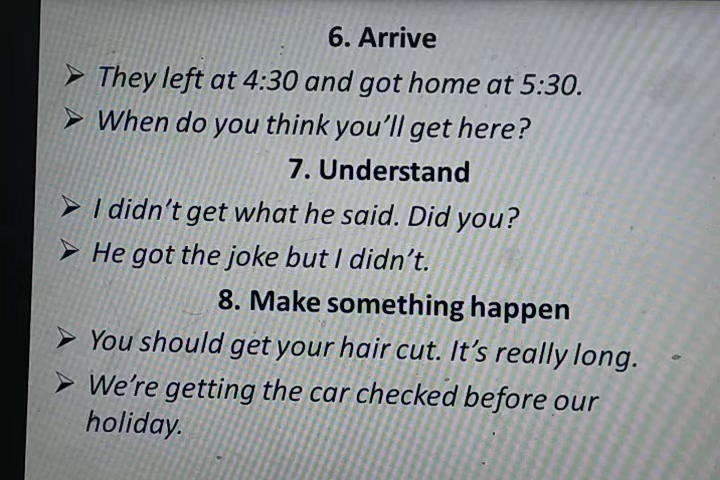 6. Arrive
➢ They left at 4:30 and got home at 5:30.
➢ When do you think you'll get here?
7. Understand
➢ I didn't get what he said. Did you?
➢ He got the joke but I didn't.
8. Make something happen
➢ You should get your hair cut. It's really long.
➢ We're getting the car checked before our
holiday.